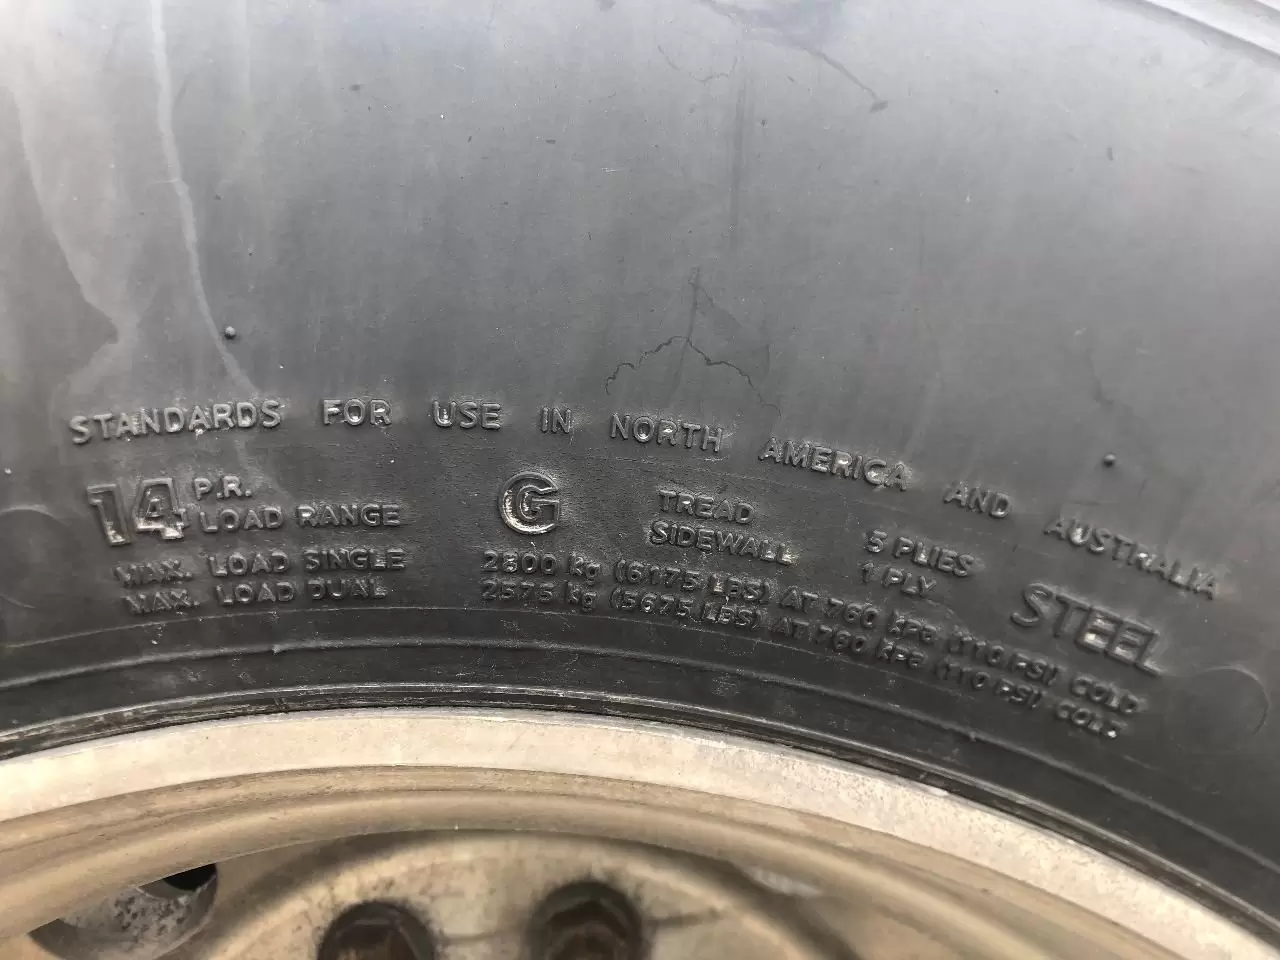 STANDARDS FOR USE IN NORTH AMERICA AND AUSTRALIA
14 P.R. LOAD RANGE G
TREAD 5 PLIES
SIDEWALL 1 PLY STEEL
MAX. LOAD SINGLE 2800 kg (6175 LBS) AT 760 kPa (110 PSI) COLD
MAX. LOAD DUAL 2575 kg (5675 LBS) AT 760 kPa (110 PSI) COLD